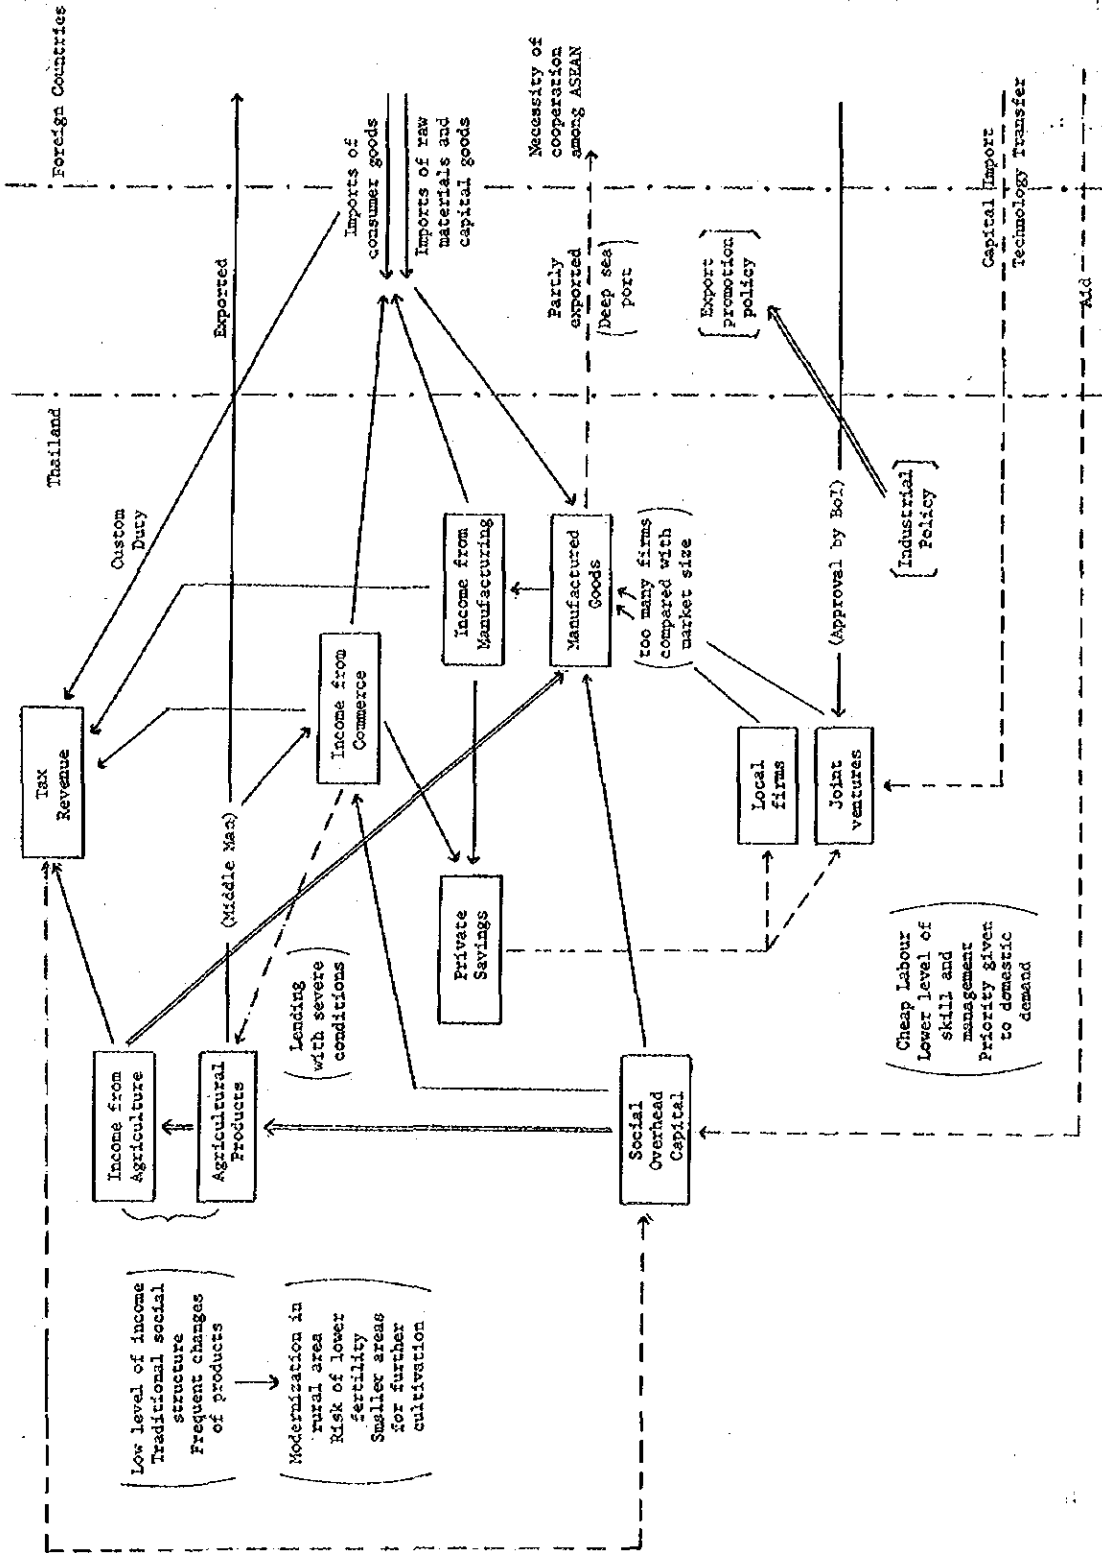 Foreign Countries
Thailand
Tax
Revenue
Custom
Duty
Exported
(Middle Man)
Income from
Agriculture
Agricultural
Products
Low level of income
Traditional social
structure
Frequent changes
of products
Modernization in
rural area
Risk of lower
fertility
Smaller areas
for further
cultivation
Lending
with severe
conditions
Income from
Commerce
Imports of
consumer goods
Imports of raw
materials and
capital goods
Private
Savings
Income from
Manufacturing
Manufactured
Goods
Partly
exported
(Deep sea
port)
Necessity of
cooperation
among ASEAN
too many firms
compared with
market size
Social
Overhead
Capital
Local
firms
Joint
ventures
(Approval by BoI)
[Export
promotion
policy]
[Industrial
Policy]
Cheap Labour
Lower level of
skill and
management
Priority given
to domestic
demand
Capital Import
Technology Transfer
Aid